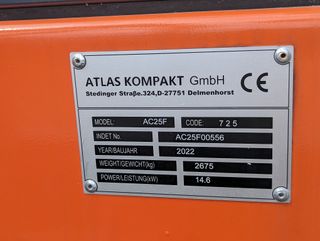 ATLAS KOMPAKT GmbH CE
Stedinger Straße.324,D-27751 Delmenhorst
MODEL: AC25F CODE: 725
INDET No. AC25F00556
YEAR/BAUJAHR 2022
WEIGHT/GEWICHT(kg) 2675
POWER/LEISTUNG(kW) 14.6